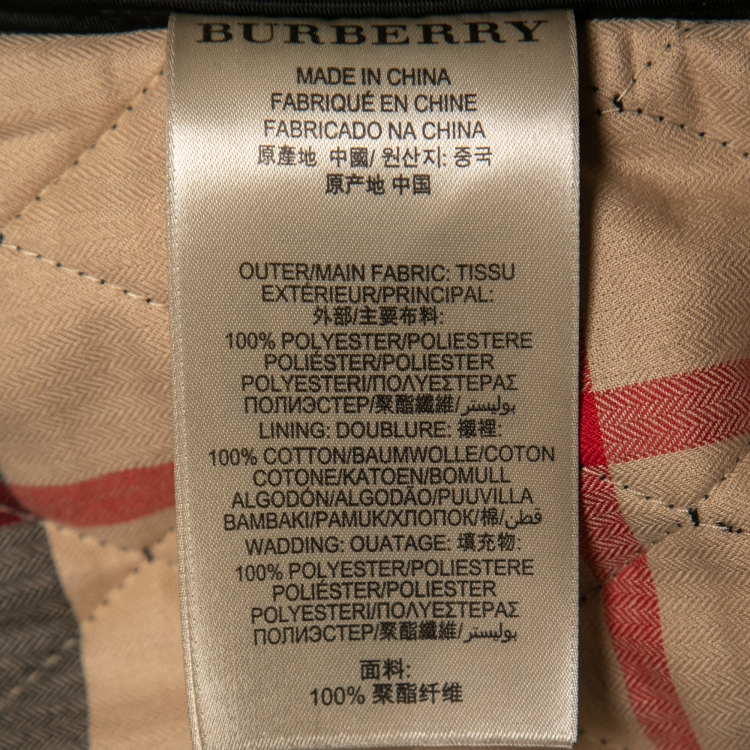 BURBERRY
MADE IN CHINA
FABRIQUÉ EN CHINE
FABRICADO NA CHINA
原產地 中國/ 원산지: 중국
原产地 中国
OUTER/MAIN FABRIC: TISSU
EXTÉRIEUR/PRINCIPAL:
外部/主要布料:
100% POLYESTER/POLIESTERE
POLIÉSTER/POLIESTER
POLYESTERI/ΠΟΛΥΕΣΤΕΡΑΣ
ПОЛИЭСТЕР/聚酯纖維/بوليستر
LINING: DOUBLURE: 襯裡:
100% COTTON/BAUMWOLLE/COTON
COTONE/KATOEN/BOMULL
ALGODÓN/ALGODÃO/PUUVILLA
BAMBAKI/PAMUK/ХЛОПОК/棉/قطن
WADDING: OUATAGE: 填充物:
100% POLYESTER/POLIESTERE
POLIÉSTER/POLIESTER
POLYESTERI/ΠΟΛΥΕΣΤΕΡΑΣ
ПОЛИЭСТЕР/聚酯纖維/بوليستر
面料:
100% 聚酯纤维